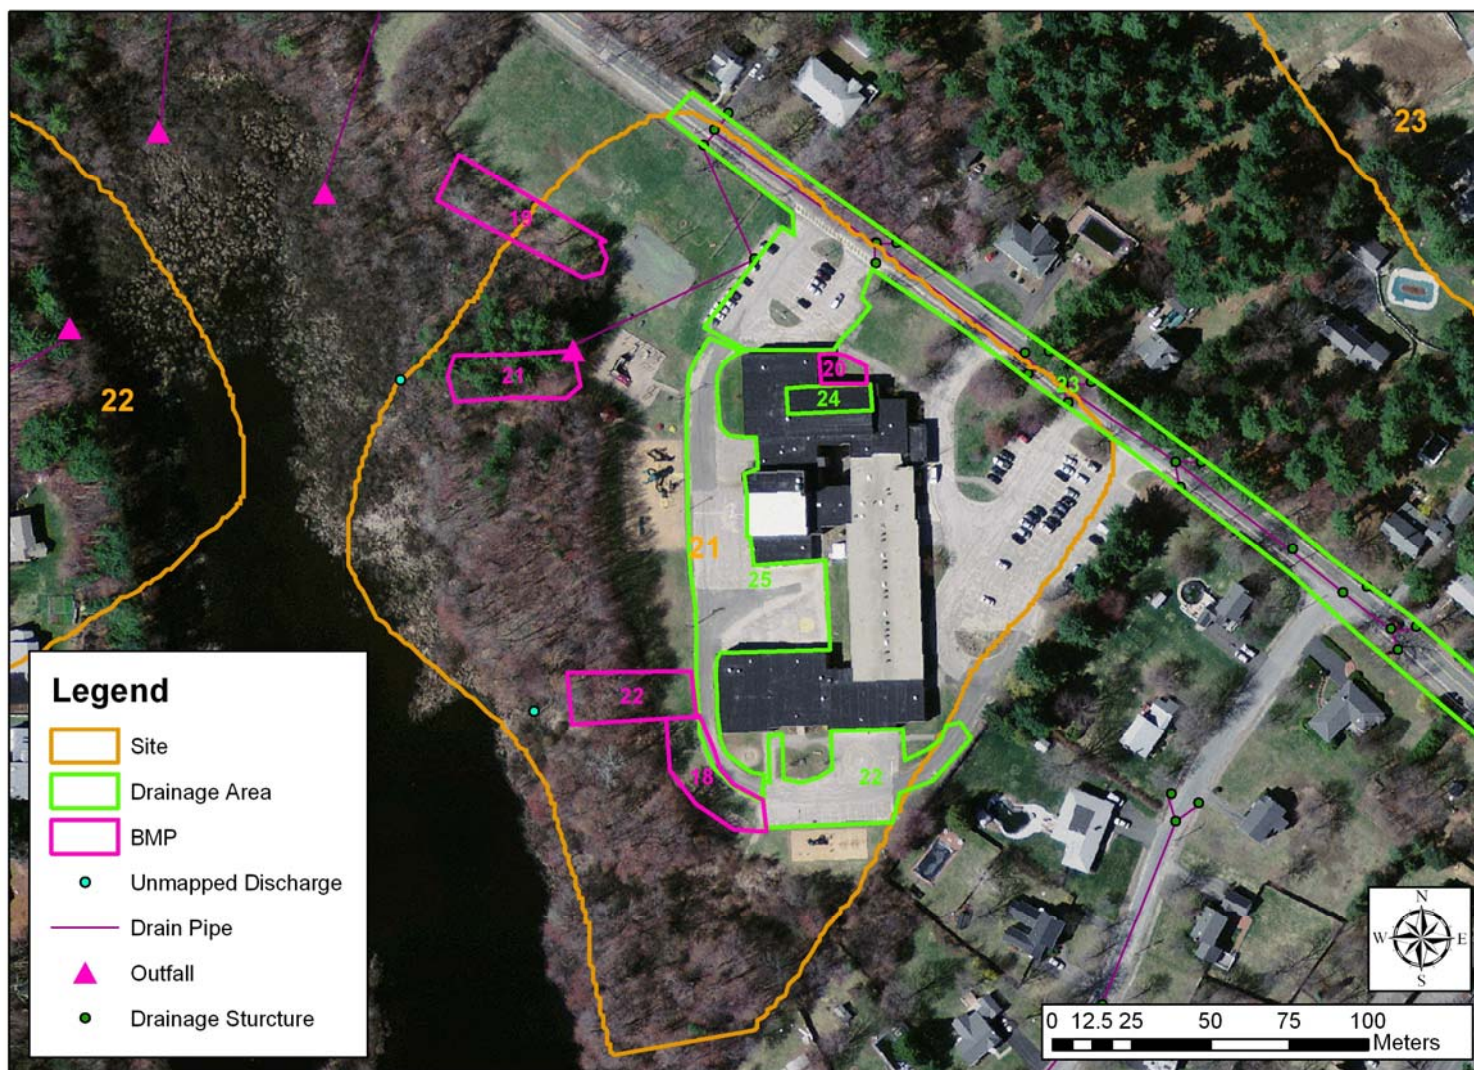 23
19
22
21
20
24
23
21
25
22
18
22
Legend
Site
Drainage Area
BMP
Unmapped Discharge
Drain Pipe
Outfall
Drainage Sturcture
N
W E
S
0 12.5 25 50 75 100
Meters